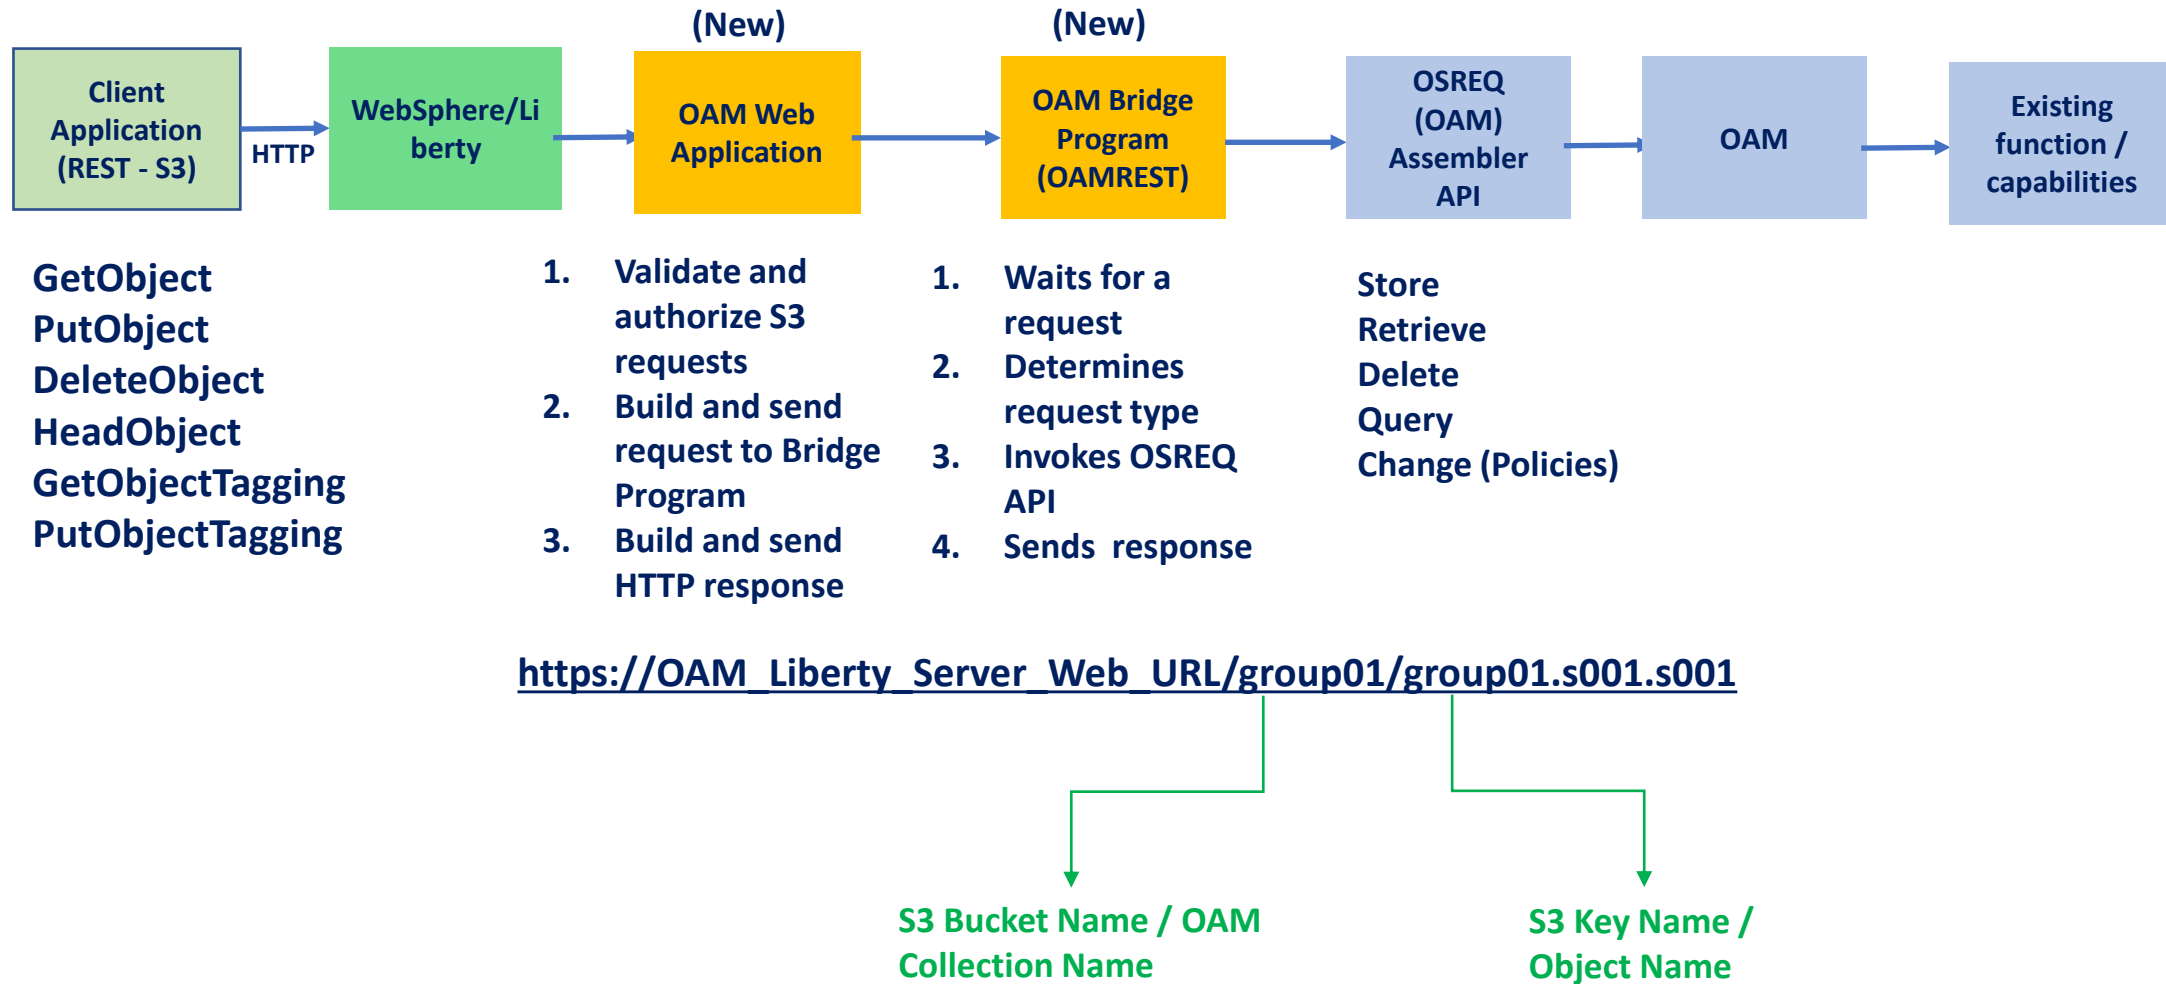 (New)
(New)
Client
Application
(REST - S3)
HTTP
WebSphere/Li
berty
OAM Web
Application
OAM Bridge
Program
(OAMREST)
OSREQ
(OAM)
Assembler
API
OAM
Existing
function /
capabilities
GetObject
PutObject
DeleteObject
HeadObject
GetObjectTagging
PutObjectTagging
1. Validate and
authorize S3
requests
2. Build and send
request to Bridge
Program
3. Build and send
HTTP response
1. Waits for a
request
2. Determines
request type
3. Invokes OSREQ
API
4. Sends  response
Store
Retrieve
Delete
Query
Change (Policies)
https://OAM_Liberty_Server_Web_URL/group01/group01.s001.s001
S3 Bucket Name / OAM
Collection Name
S3 Key Name /
Object Name